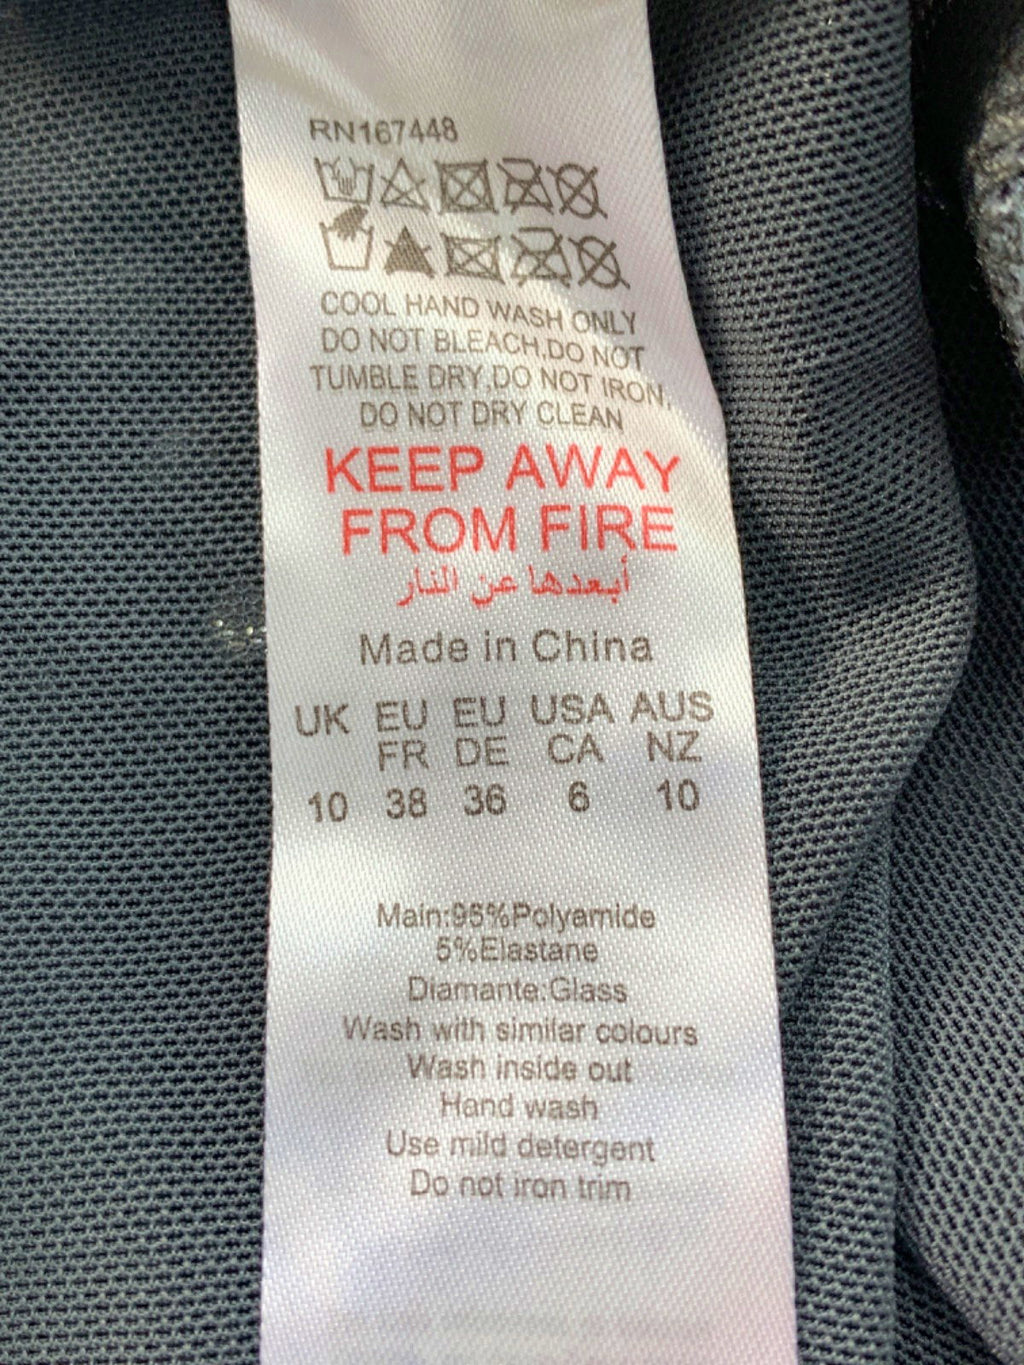 RN167448
COOL HAND WASH ONLY
DO NOT BLEACH.DO NOT
TUMBLE DRY.DO NOT IRON.
DO NOT DRY CLEAN
KEEP AWAY
FROM FIRE
أبعدها عن النار
Made in China
UK EU EU USA AUS
FR DE CA NZ
10 38 36 6 10
Main:95%Polyamide
5%Elastane
Diamante:Glass
Wash with similar colours
Wash inside out
Hand wash
Use mild detergent
Do not iron trim